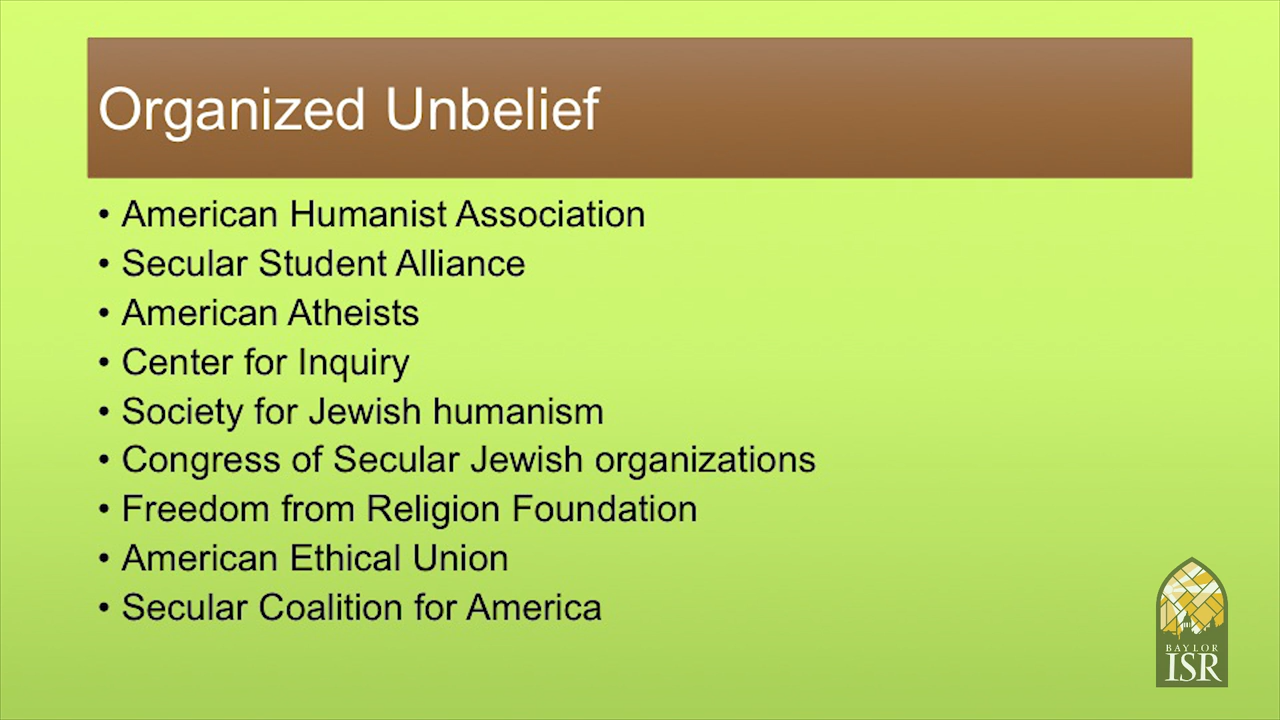 Organized Unbelief
• American Humanist Association
• Secular Student Alliance
• American Atheists
• Center for Inquiry
• Society for Jewish humanism
• Congress of Secular Jewish organizations
• Freedom from Religion Foundation
• American Ethical Union
• Secular Coalition for America
BAYLOR
ISR